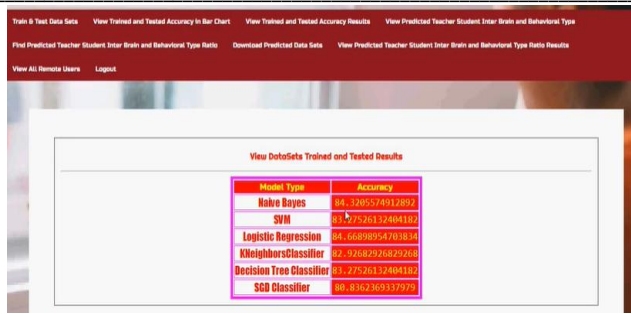 Train & Test Data Sets View Trained and Tested Accuracy in Bar Chart View Trained and Tested Accuracy Results View Predicted Teacher Student Inter Brain and Behavioral Type
Find Predicted Teacher Student Inter Brain and Behavioral Type Ratio Download Predicted Data Sets View Predicted Teacher Student Inter Brain and Behavioral Type Ratio Results
View All Remote Users Logout
View DataSets Trained and Tested Results
Model Type Accuracy
Naive Bayes 84.3205574912892
SVM 83.27526132404182
Logistic Regression 84.66898954703834
KNeighborsClassifier 82.92682926829268
Decision Tree Classifier 83.27526132404182
SGD Classifier 80.8362369337979